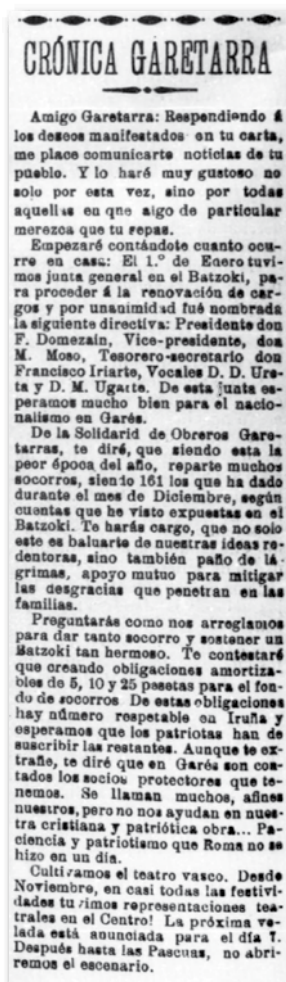 CRÓNICA GARETARRA
Amigo Garetarra: Respendiendo á
los deseos manifestados en tu carta,
me place comunicarte noticias de tu
pueblo. Y lo haré muy gustoso no
solo por esta vez, sino por todas
aquellas en que algo de particular
merezca que tu sepas.
Empezaré contándote cuanto ocu-
rre en casa: El 1.º de Enero tuvi-
mos junta general en el Batzoki, pa-
ra proceder á la renovación de car-
gos y por unanimidad fué nombrada
la siguiente directiva: Presidente don
F. Domezain, Vice-presidente, don
M. Moso, Tesorero-secretario don
Francisco Iriarte, Vocales D. D. Ure-
ta y D. M. Ugarte. De esta junta es-
peramos mucho bien para el nacio-
nalismo en Garés.
De la Solidarid de Obreros Gare-
tarras, te diré, que siendo esta la
peor época del año, reparte muchos
socorros, siendo 161 los que ha dado
durante el mes de Diciembre, según
cuentas que he visto expuestas en el
Batzoki. Te harás cargo, que no solo
este es baluarte de nuestras ideas re-
dentoras, sino también paño de lá-
grimas, apoyo mutuo para mitigar
las desgracias que penetran en las
familias.
Preguntarás como nos arreglamos
para dar tanto socorro y sostener un
Batzoki tan hermoso. Te contestaré
que creando obligaciones amortiza-
bles de 5, 10 y 25 pesetas para el fon-
do de socorros De estas obligaciones
hay número respetable en Iruña y
esperamos que los patriotas han de
suscribir las restantes. Aunque te ex-
trañe, te diré que en Garés son con-
tados los socios protectores que te-
nemos. Se llaman muchos, afines
nuestros, pero no nos ayudan en nues-
tra cristiana y patriótica obra... Pa-
ciencia y patriotismo que Roma no se
hizo en un día.
Cultivamos el teatro vasco. Desde
Noviembre, en casi todas las festivi-
dades tuvimos representaciones tea-
trales en el Centro! La próxima ve-
lada está anunciada para el día 7.
Después hasta las Pascuas, no abri-
remos el escenario.